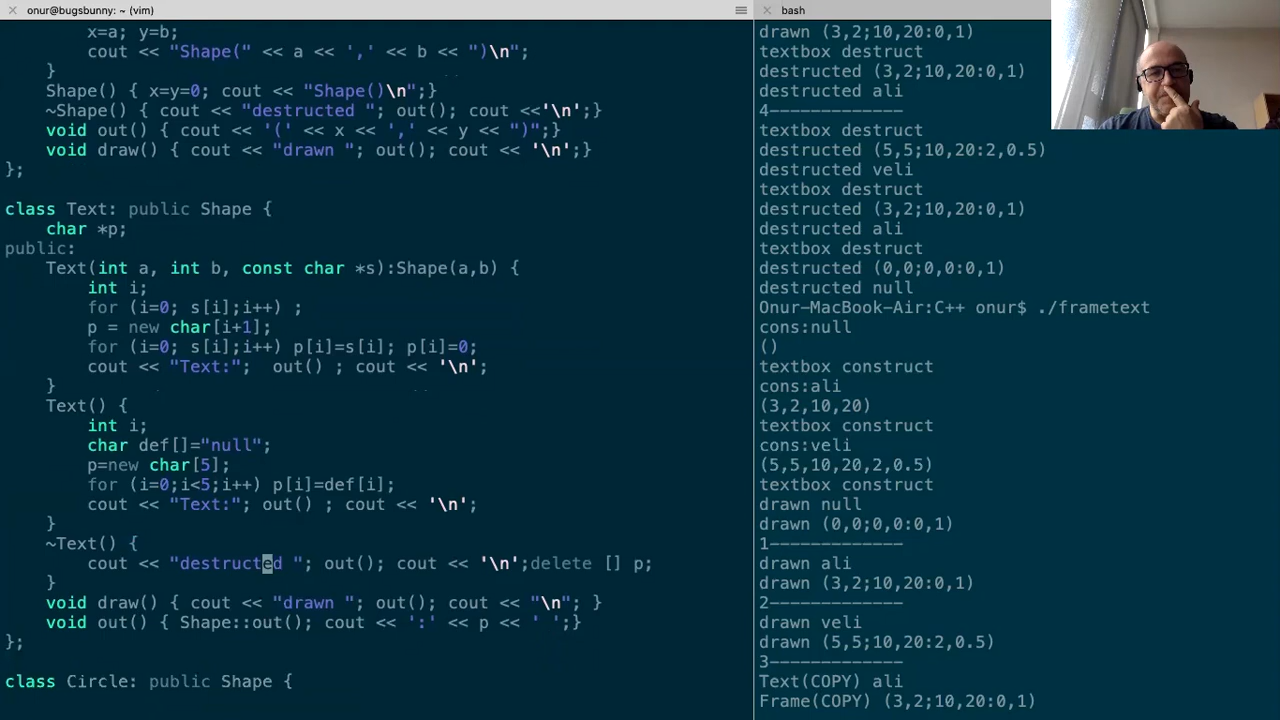 onur@bugsbunny: ~ (vim)
x=a; y=b;
cout << "Shape(" << a << ',' << b << ")\n";
}
Shape() { x=y=0; cout << "Shape()\n";}
~Shape() { cout << "destructed "; out(); cout <<'\n';}
void out() { cout << '(' << x << ',' << y << ")";}
void draw() { cout << "drawn "; out(); cout << '\n';}
};
class Text: public Shape {
char *p;
public:
Text(int a, int b, const char *s):Shape(a,b) {
int i;
for (i=0; s[i];i++) ;
p = new char[i+1];
for (i=0; s[i];i++) p[i]=s[i]; p[i]=0;
cout << "Text:";  out() ; cout << '\n';
}
Text() {
int i;
char def[]="null";
p=new char[5];
for (i=0;i<5;i++) p[i]=def[i];
cout << "Text:"; out() ; cout << '\n';
}
~Text() {
cout << "destructed "; out(); cout << '\n';delete [] p;
}
void draw() { cout << "drawn "; out(); cout << "\n"; }
void out() { Shape::out(); cout << ':' << p << ' ';}
};
class Circle: public Shape {
bash
drawn (3,2;10,20:0,1)
textbox destruct
destructed (3,2;10,20:0,1)
destructed ali
4-------------
textbox destruct
destructed (5,5;10,20:2,0.5)
destructed veli
textbox destruct
destructed (3,2;10,20:0,1)
destructed ali
textbox destruct
destructed (0,0;0,0:0,1)
destructed null
Onur-MacBook-Air:C++ onur$ ./frametext
cons:null
()
textbox construct
cons:ali
(3,2,10,20)
textbox construct
cons:veli
(5,5,10,20,2,0.5)
textbox construct
drawn null
drawn (0,0;0,0:0,1)
1-------------
drawn ali
drawn (3,2;10,20:0,1)
2-------------
drawn veli
drawn (5,5;10,20:2,0.5)
3-------------
Text(COPY) ali
Frame(COPY) (3,2;10,20:0,1)